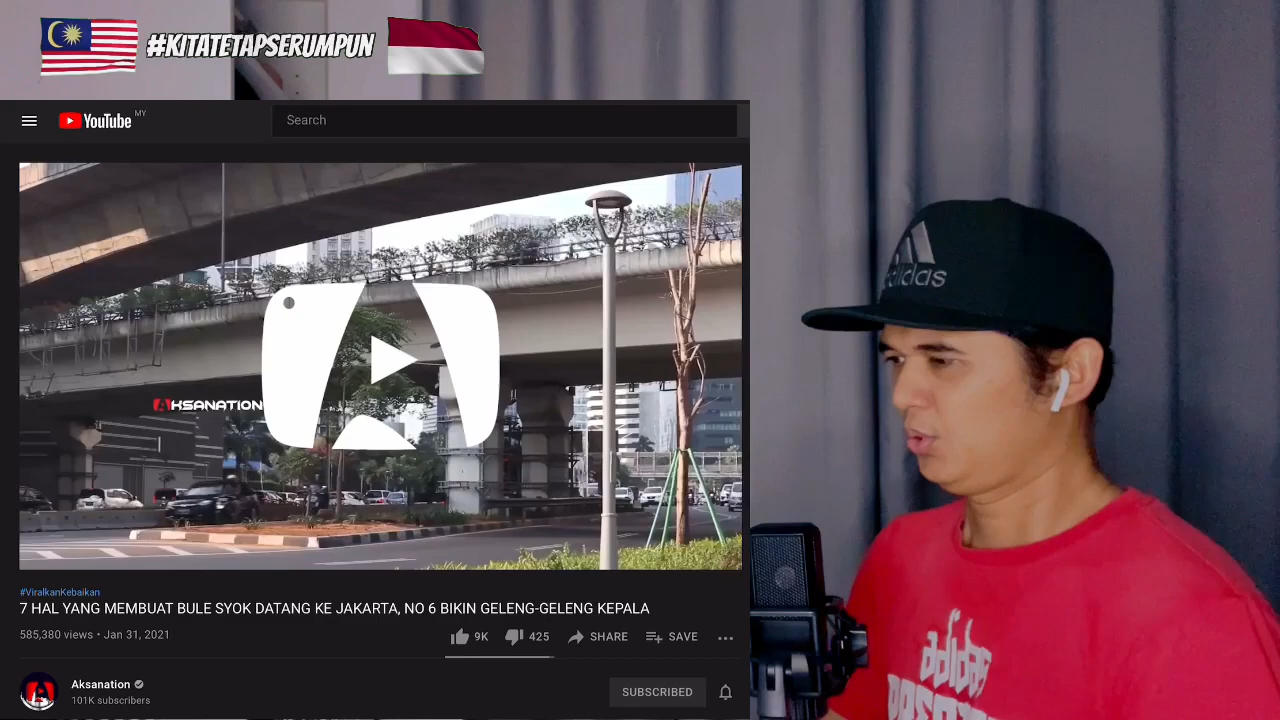 #KITATETAPSERUMPUN
YouTube MY
Search
AKSANATION
#ViralkanKebaikan
7 HAL YANG MEMBUAT BULE SYOK DATANG KE JAKARTA, NO 6 BIKIN GELENG-GELENG KEPALA
585,380 views • Jan 31, 2021
9K
425
SHARE
SAVE
Aksanation
101K subscribers
SUBSCRIBED
adidas
adidas